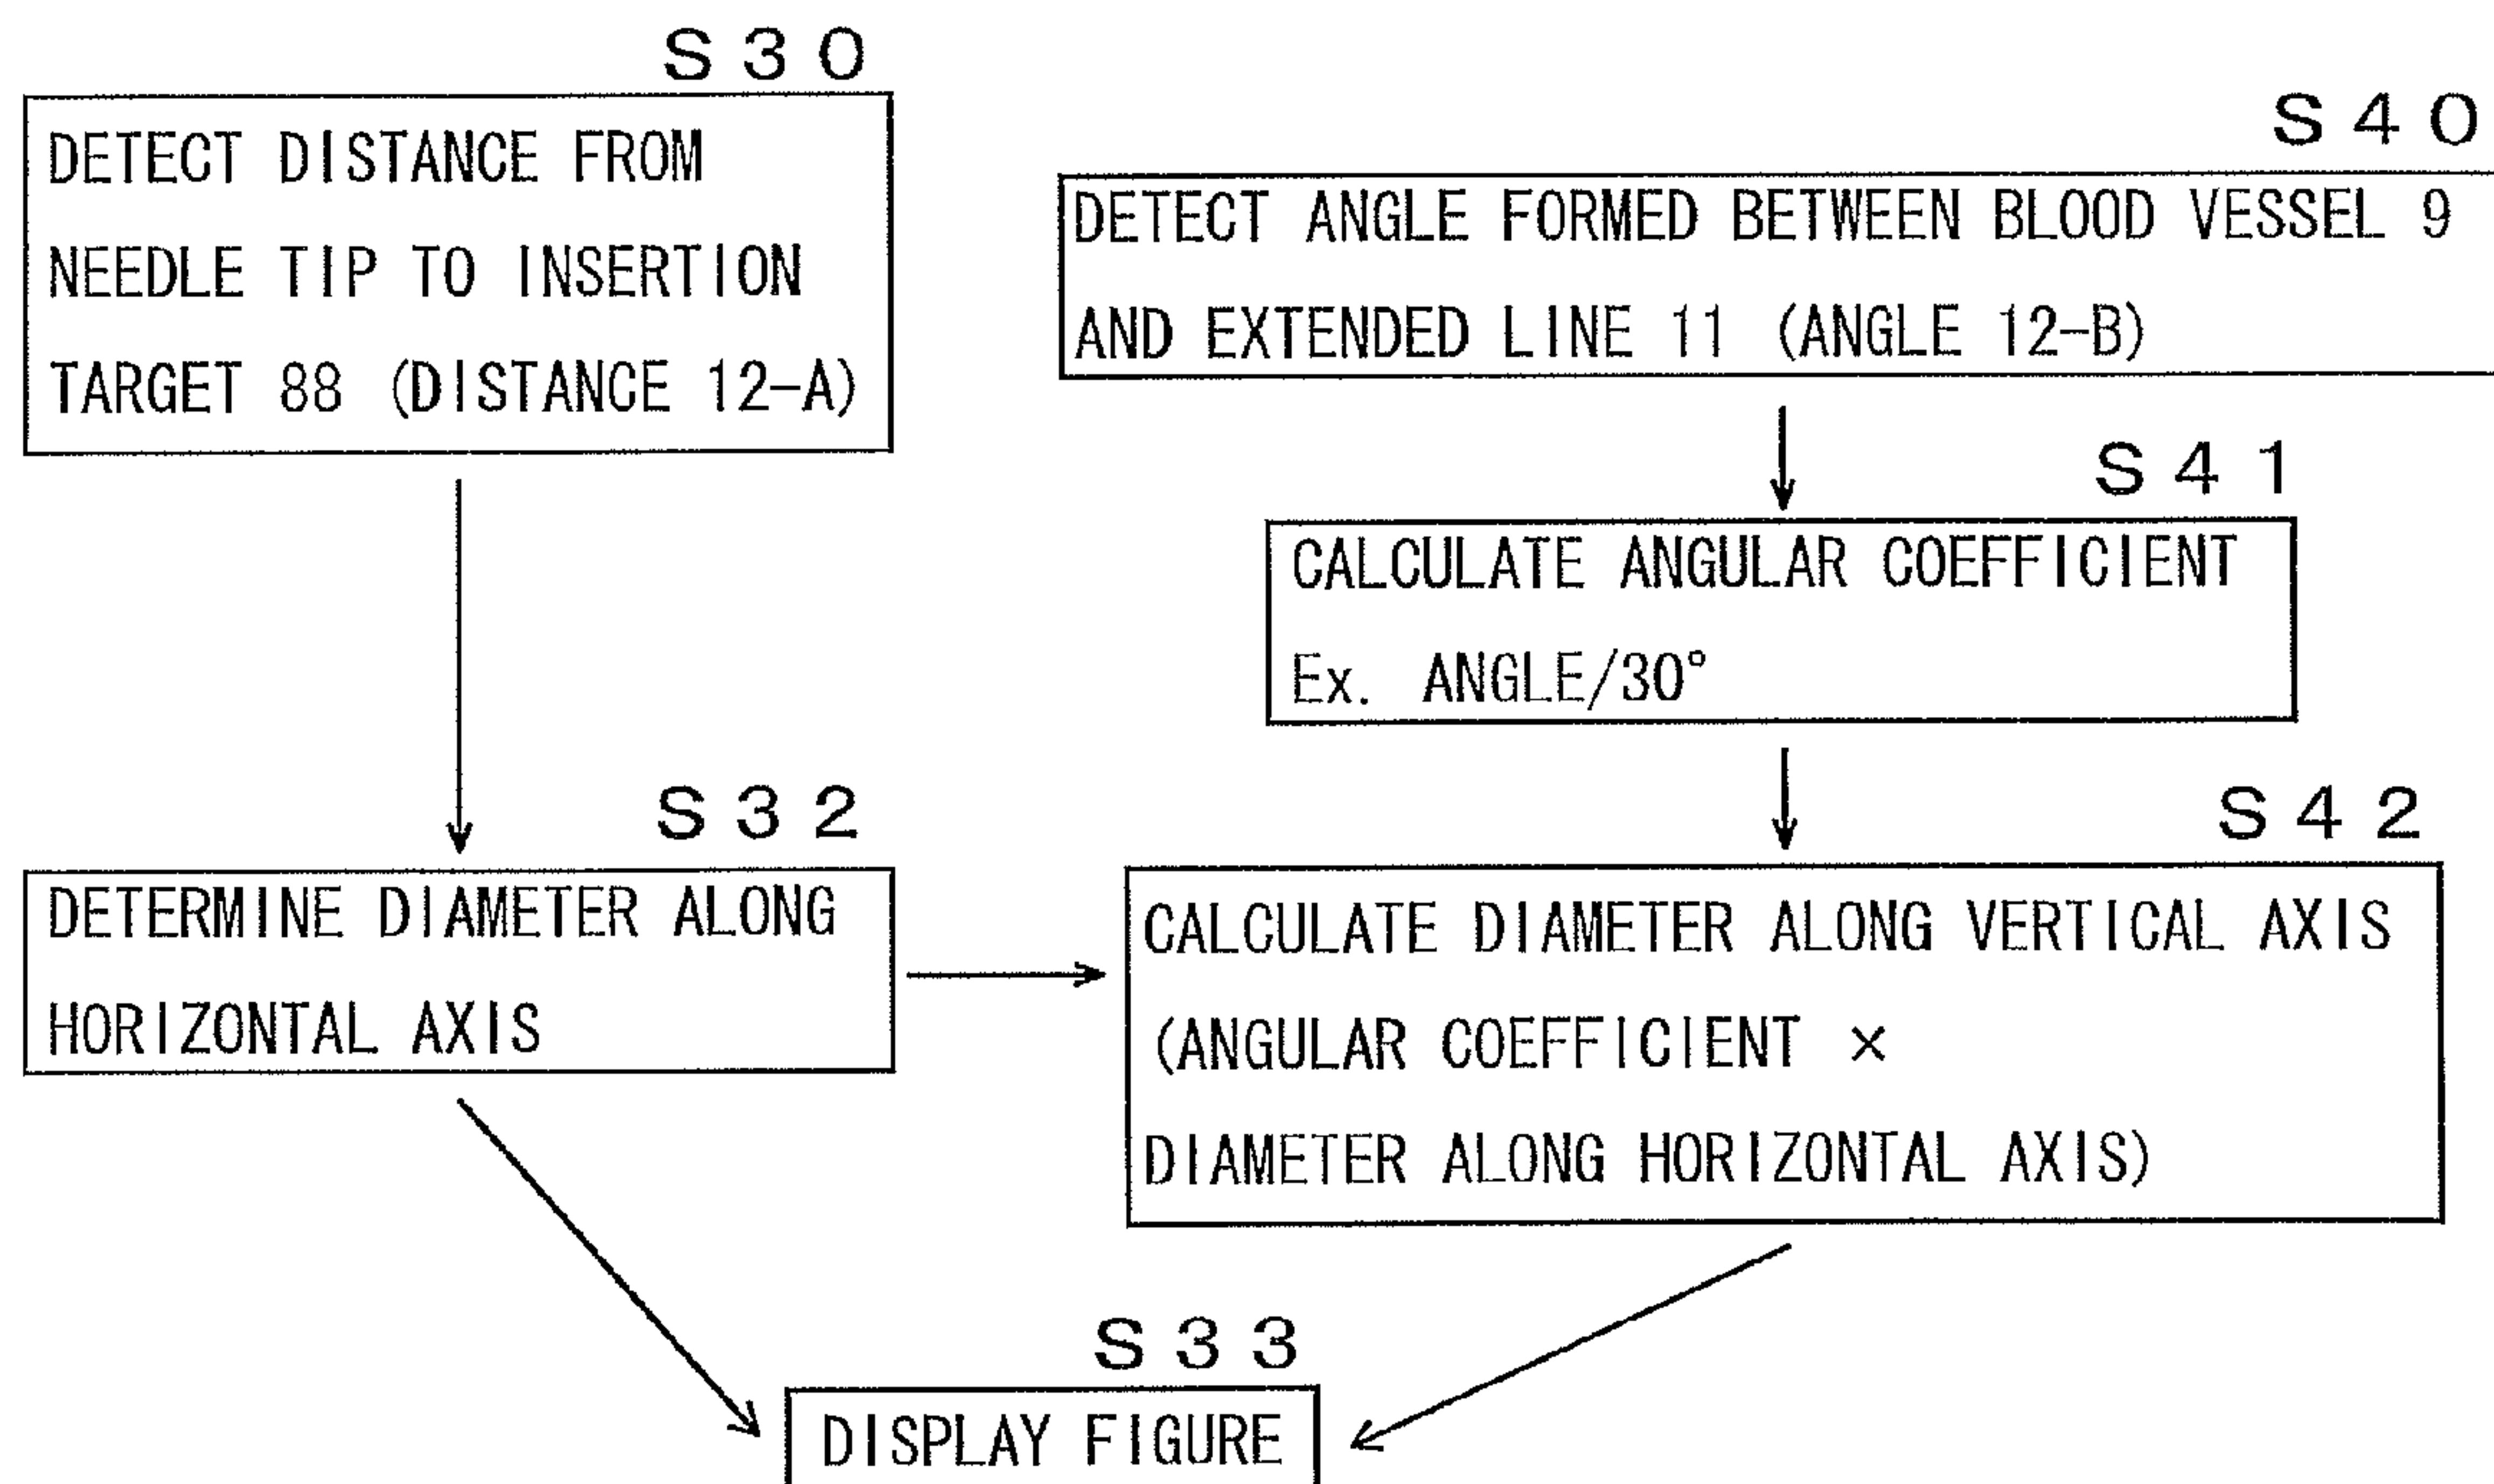 S30
DETECT DISTANCE FROM
NEEDLE TIP TO INSERTION
TARGET 88 (DISTANCE 12-A)
S40
DETECT ANGLE FORMED BETWEEN BLOOD VESSEL 9
AND EXTENDED LINE 11 (ANGLE 12-B)
S41
CALCULATE ANGULAR COEFFICIENT
Ex. ANGLE/30°
S32
DETERMINE DIAMETER ALONG
HORIZONTAL AXIS
S42
CALCULATE DIAMETER ALONG VERTICAL AXIS
(ANGULAR COEFFICIENT ×
DIAMETER ALONG HORIZONTAL AXIS)
S33
DISPLAY FIGURE